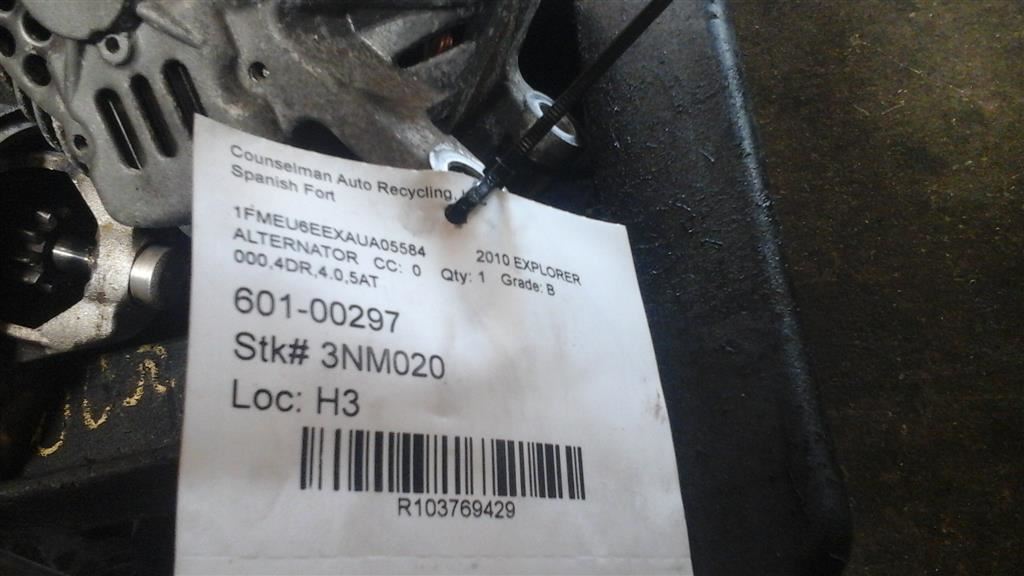 Counselman Auto Recycling,
Spanish Fort
1FMEU6EEXAUA05584 2010 EXPLORER
ALTERNATOR CC: 0 Qty: 1 Grade: B
000,4DR,4.0,5AT
601-00297
Stk# 3NM020
Loc: H3
R103769429